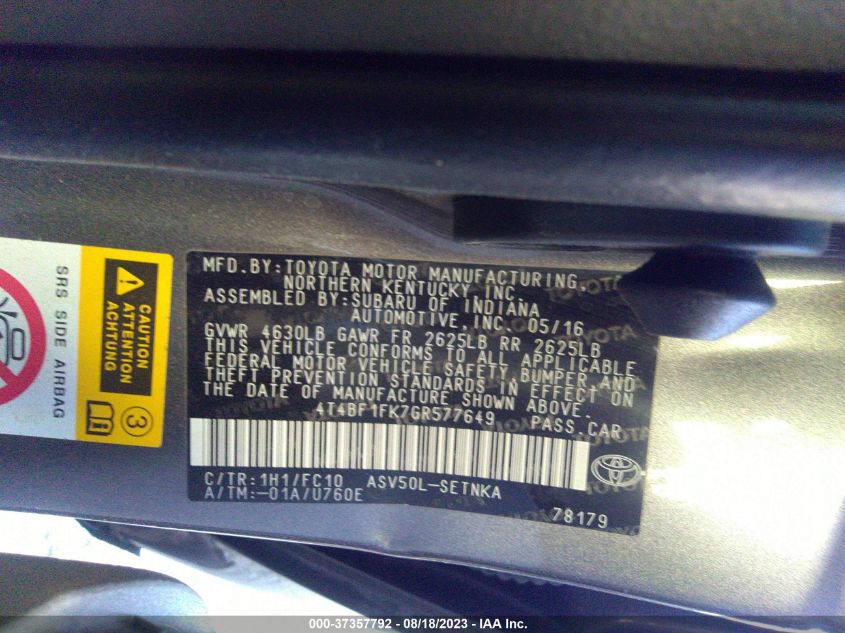 MFD.BY:TOYOTA MOTOR MANUFACTURING,
NORTHERN KENTUCKY INC.
ASSEMBLED BY:SUBARU OF INDIANA
AUTOMOTIVE,INC. 05/16
GVWR 4630LB GAWR FR 2625LB RR 2625LB
THIS VEHICLE CONFORMS TO ALL APPLICABLE
FEDERAL MOTOR VEHICLE SAFETY,BUMPER,AND
THEFT PREVENTION STANDARDS IN EFFECT ON
THE DATE OF MANUFACTURE SHOWN ABOVE.
4T4BF1FK7GR577649 PASS.CAR
C/TR:1H1/FC10 ASV50L-SETNKA
A/TM:-01A/U760E
78179
SRS SIDE AIRBAG
CAUTION
ATTENTION
ACHTUNG
3
TOYOTA
TOYOTA
000-37357792 - 08/18/2023 - IAA Inc.